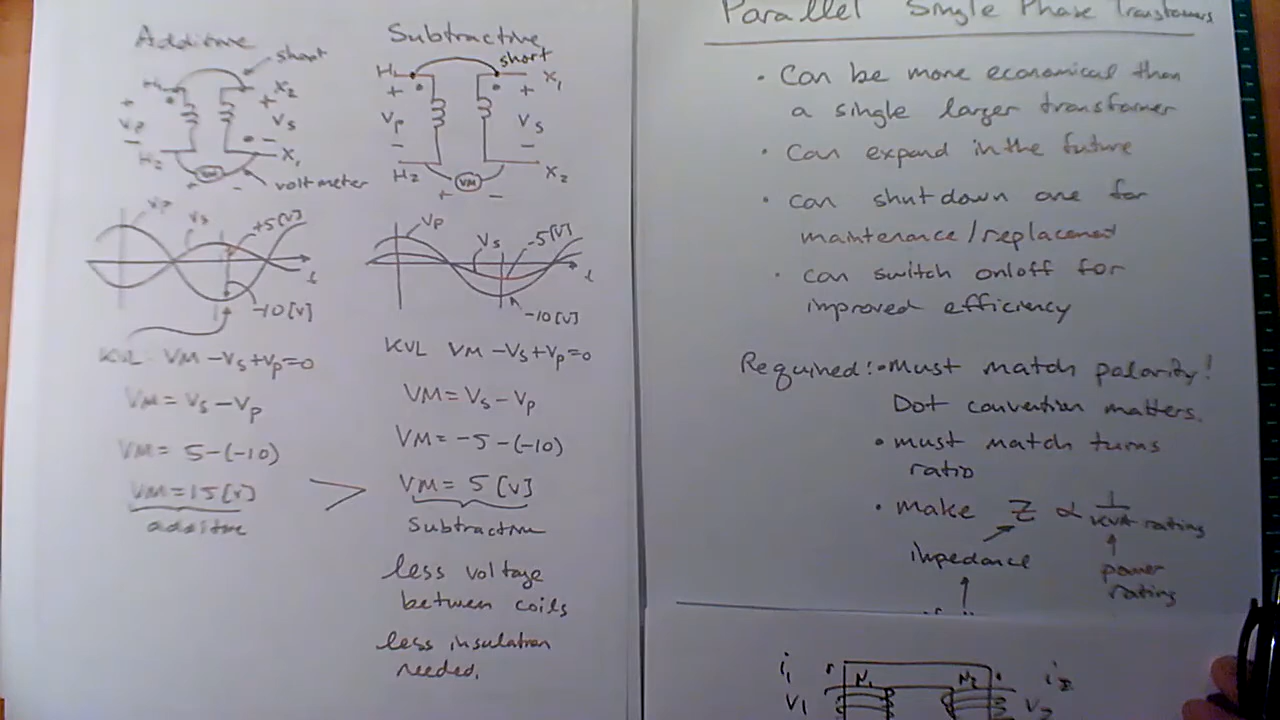 Additive
short
H₁
X₂
+
+
Vp
Vs
-
-
H₂
X₁
VM
+
-
voltmeter
Vp
Vs
+5[V]
t
-10[V]
KVL VM - Vs + Vp = 0
VM = Vs - Vp
VM = 5 - (-10)
VM = 15 [V]
additive
>
Subtractive
short
H₁
X₁
+
+
Vp
Vs
-
-
H₂
X₂
VM
+
-
Vp
Vs
-5[V]
t
-10[V]
KVL VM - Vs + Vp = 0
VM = Vs - Vp
VM = -5 - (-10)
VM = 5 [V]
Subtractive
less voltage
between coils
less insulation
needed.
Parallel Single Phase Transformers
• Can be more economical than
a single larger transformer
• Can expand in the future
• can shutdown one for
maintenance/replacement
• can switch on/off for
improved efficiency
Required: • Must match polarity!
Dot convention matters.
• must match turns
ratio
• make Z ∝ 1/KVA rating
impedance
power
rating
i₁
N₁
N₂
i₂
V₁
V₂